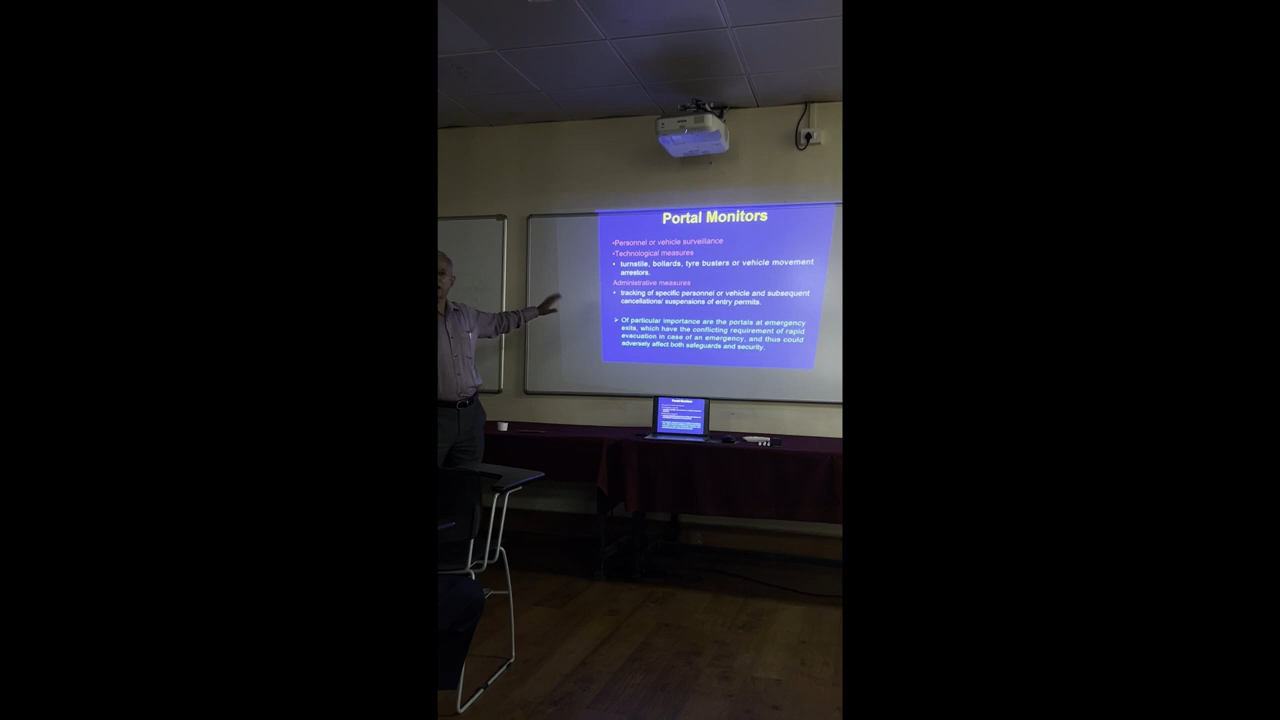 Portal Monitors
•Personnel or vehicle surveillance
•Technological measures
• turnstile, bollards, tyre busters or vehicle movement
arrestors.
Administrative measures
• tracking of specific personnel or vehicle and subsequent
cancellations/ suspensions of entry permits.
➢ Of particular importance are the portals at emergency
exits, which have the conflicting requirement of rapid
evacuation in case of an emergency, and thus could
adversely affect both safeguards and security.
Portal Monitors